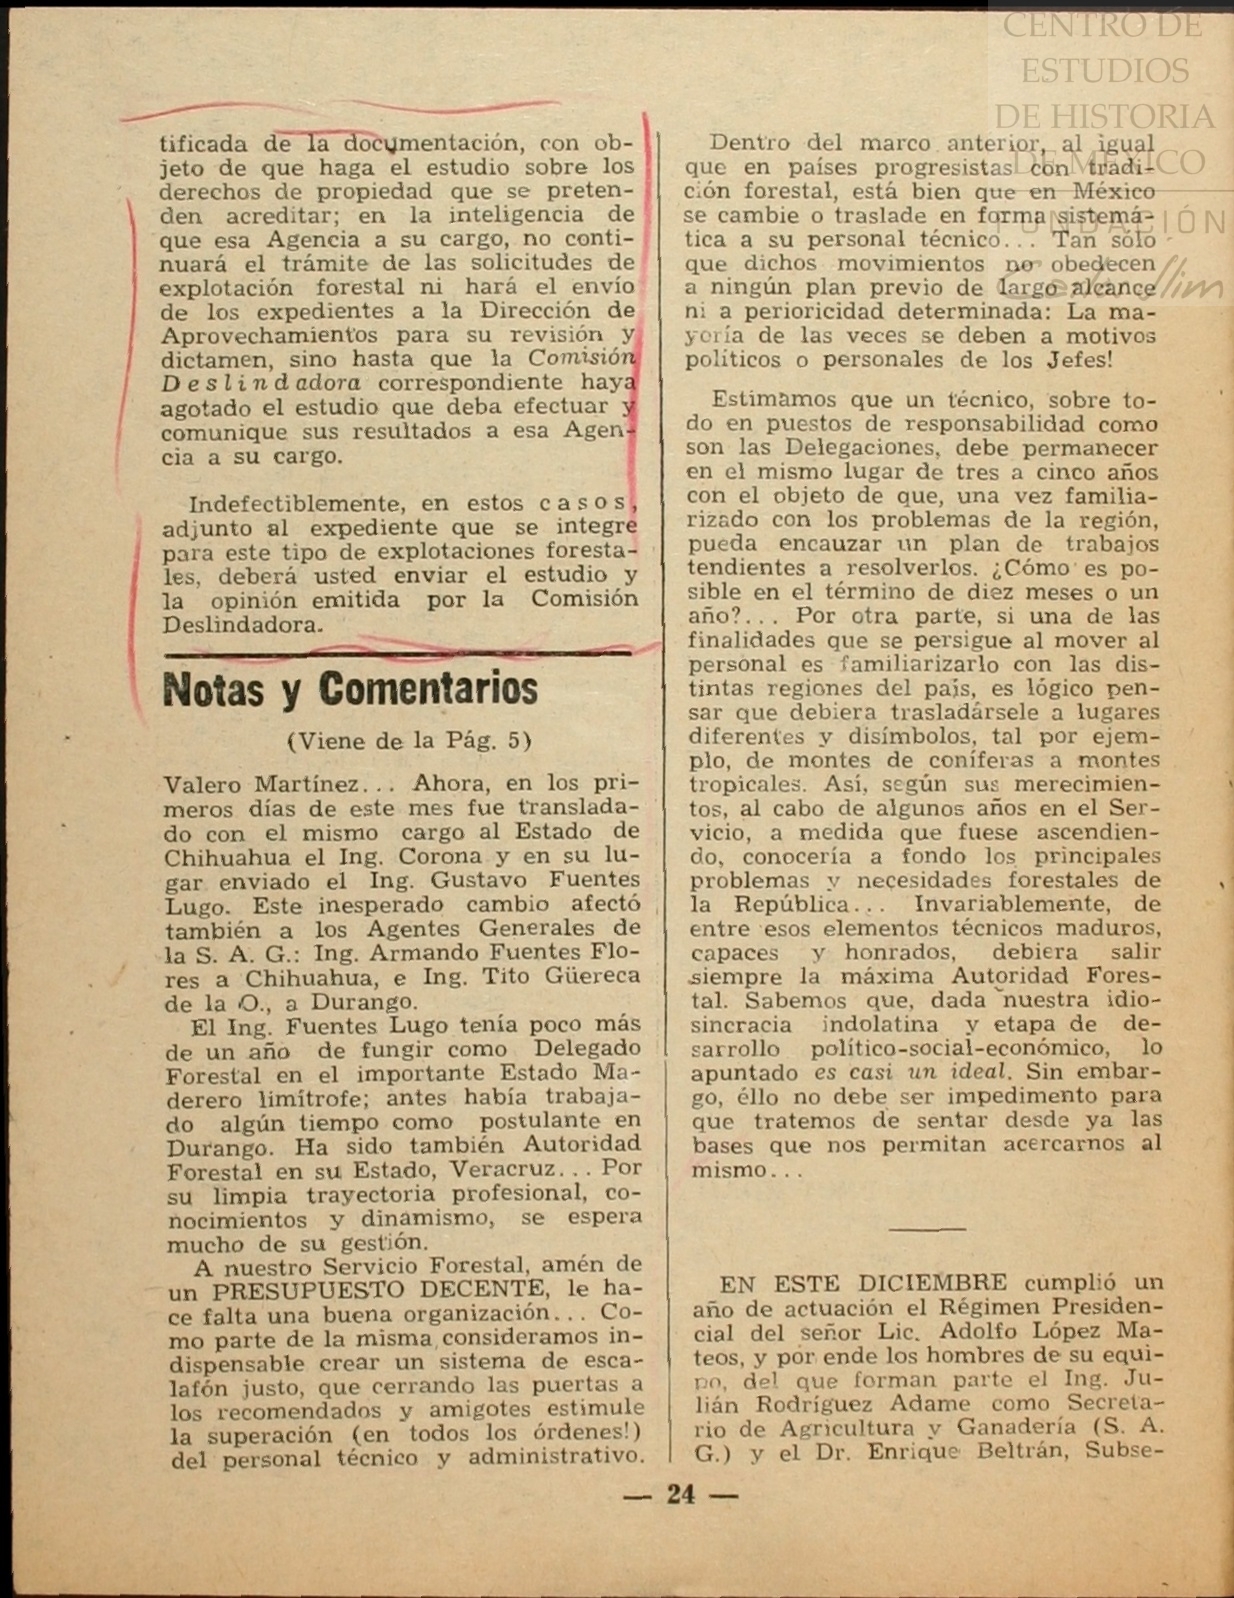 CENTRO DE
ESTUDIOS
DE HISTORIA
DE MÉXICO
FUNDACIÓN
tificada de la documentación, con ob-
jeto de que haga el estudio sobre los
derechos de propiedad que se preten-
den acreditar; en la inteligencia de
que esa Agencia a su cargo, no conti-
nuará el trámite de las solicitudes de
explotación forestal ni hará el envío
de los expedientes a la Dirección de
Aprovechamientos para su revisión y
dictamen, sino hasta que la Comisión
Deslindadora correspondiente haya
agotado el estudio que deba efectuar y
comunique sus resultados a esa Agen-
cia a su cargo.
Indefectiblemente, en estos casos,
adjunto al expediente que se integre
para este tipo de explotaciones foresta-
les, deberá usted enviar el estudio y
la opinión emitida por la Comisión
Deslindadora.
Notas y Comentarios
(Viene de la Pág. 5)
Valero Martínez... Ahora, en los pri-
meros días de este mes fue translada-
do con el mismo cargo al Estado de
Chihuahua el Ing. Corona y en su lu-
gar enviado el Ing. Gustavo Fuentes
Lugo. Este inesperado cambio afectó
también a los Agentes Generales de
la S. A. G.: Ing. Armando Fuentes Flo-
res a Chihuahua, e Ing. Tito Güereca
de la O., a Durango.
El Ing. Fuentes Lugo tenía poco más
de un año de fungir como Delegado
Forestal en el importante Estado Ma-
derero limítrofe; antes había trabaja-
do algún tiempo como postulante en
Durango. Ha sido también Autoridad
Forestal en su Estado, Veracruz... Por
su limpia trayectoria profesional, co-
nocimientos y dinamismo, se espera
mucho de su gestión.
A nuestro Servicio Forestal, amén de
un PRESUPUESTO DECENTE, le ha-
ce falta una buena organización... Co-
mo parte de la misma consideramos in-
dispensable crear un sistema de esca-
lafón justo, que cerrando las puertas a
los recomendados y amigotes estimule
la superación (en todos los órdenes!)
del personal técnico y administrativo.
Dentro del marco anterior, al igual
que en países progresistas con tradi-
ción forestal, está bien que en México
se cambie o traslade en forma sistemá-
tica a su personal técnico... Tan sólo
que dichos movimientos no obedecen
a ningún plan previo de largo alcance
ni a perioricidad determinada: La ma-
yoría de las veces se deben a motivos
políticos o personales de los Jefes!
Estimamos que un técnico, sobre to-
do en puestos de responsabilidad como
son las Delegaciones, debe permanecer
en el mismo lugar de tres a cinco años
con el objeto de que, una vez familia-
rizado con los problemas de la región,
pueda encauzar un plan de trabajos
tendientes a resolverlos. ¿Cómo es po-
sible en el término de diez meses o un
año?... Por otra parte, si una de las
finalidades que se persigue al mover al
personal es familiarizarlo con las dis-
tintas regiones del país, es lógico pen-
sar que debiera trasladársele a lugares
diferentes y disímbolos, tal por ejem-
plo, de montes de coníferas a montes
tropicales. Así, según sus merecimien-
tos, al cabo de algunos años en el Ser-
vicio, a medida que fuese ascendien-
do, conocería a fondo los principales
problemas y necesidades forestales de
la República... Invariablemente, de
entre esos elementos técnicos maduros,
capaces y honrados, debiera salir
siempre la máxima Autoridad Fores-
tal. Sabemos que, dada nuestra idio-
sincracia indolatina y etapa de de-
sarrollo político-social-económico, lo
apuntado es casi un ideal. Sin embar-
go, éllo no debe ser impedimento para
que tratemos de sentar desde ya las
bases que nos permitan acercarnos al
mismo...
EN ESTE DICIEMBRE cumplió un
año de actuación el Régimen Presiden-
cial del señor Lic. Adolfo López Ma-
teos, y por ende los hombres de su equi-
po, del que forman parte el Ing. Ju-
lián Rodríguez Adame como Secreta-
rio de Agricultura y Ganadería (S. A.
G.) y el Dr. Enrique Beltrán, Subse-
— 24 —